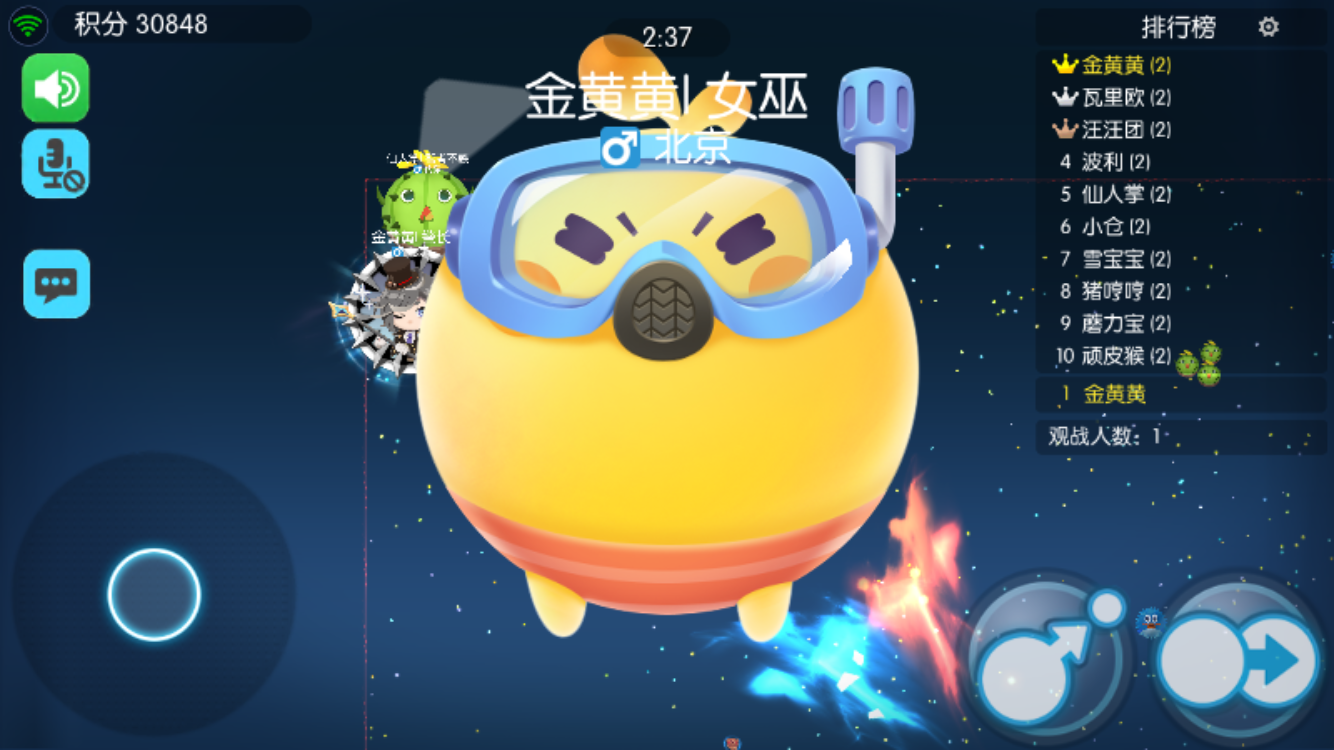 积分 30848
2:37
金黄黄| 女巫
♂ 北京
金黄黄| 学长
排行榜
金黄黄 (2)
瓦里欧 (2)
汪汪团 (2)
4 波利 (2)
5 仙人掌 (2)
6 小仓 (2)
7 雪宝宝 (2)
8 猪哼哼 (2)
9 蘑力宝 (2)
10 顽皮猴 (2)
1 金黄黄
观战人数：1